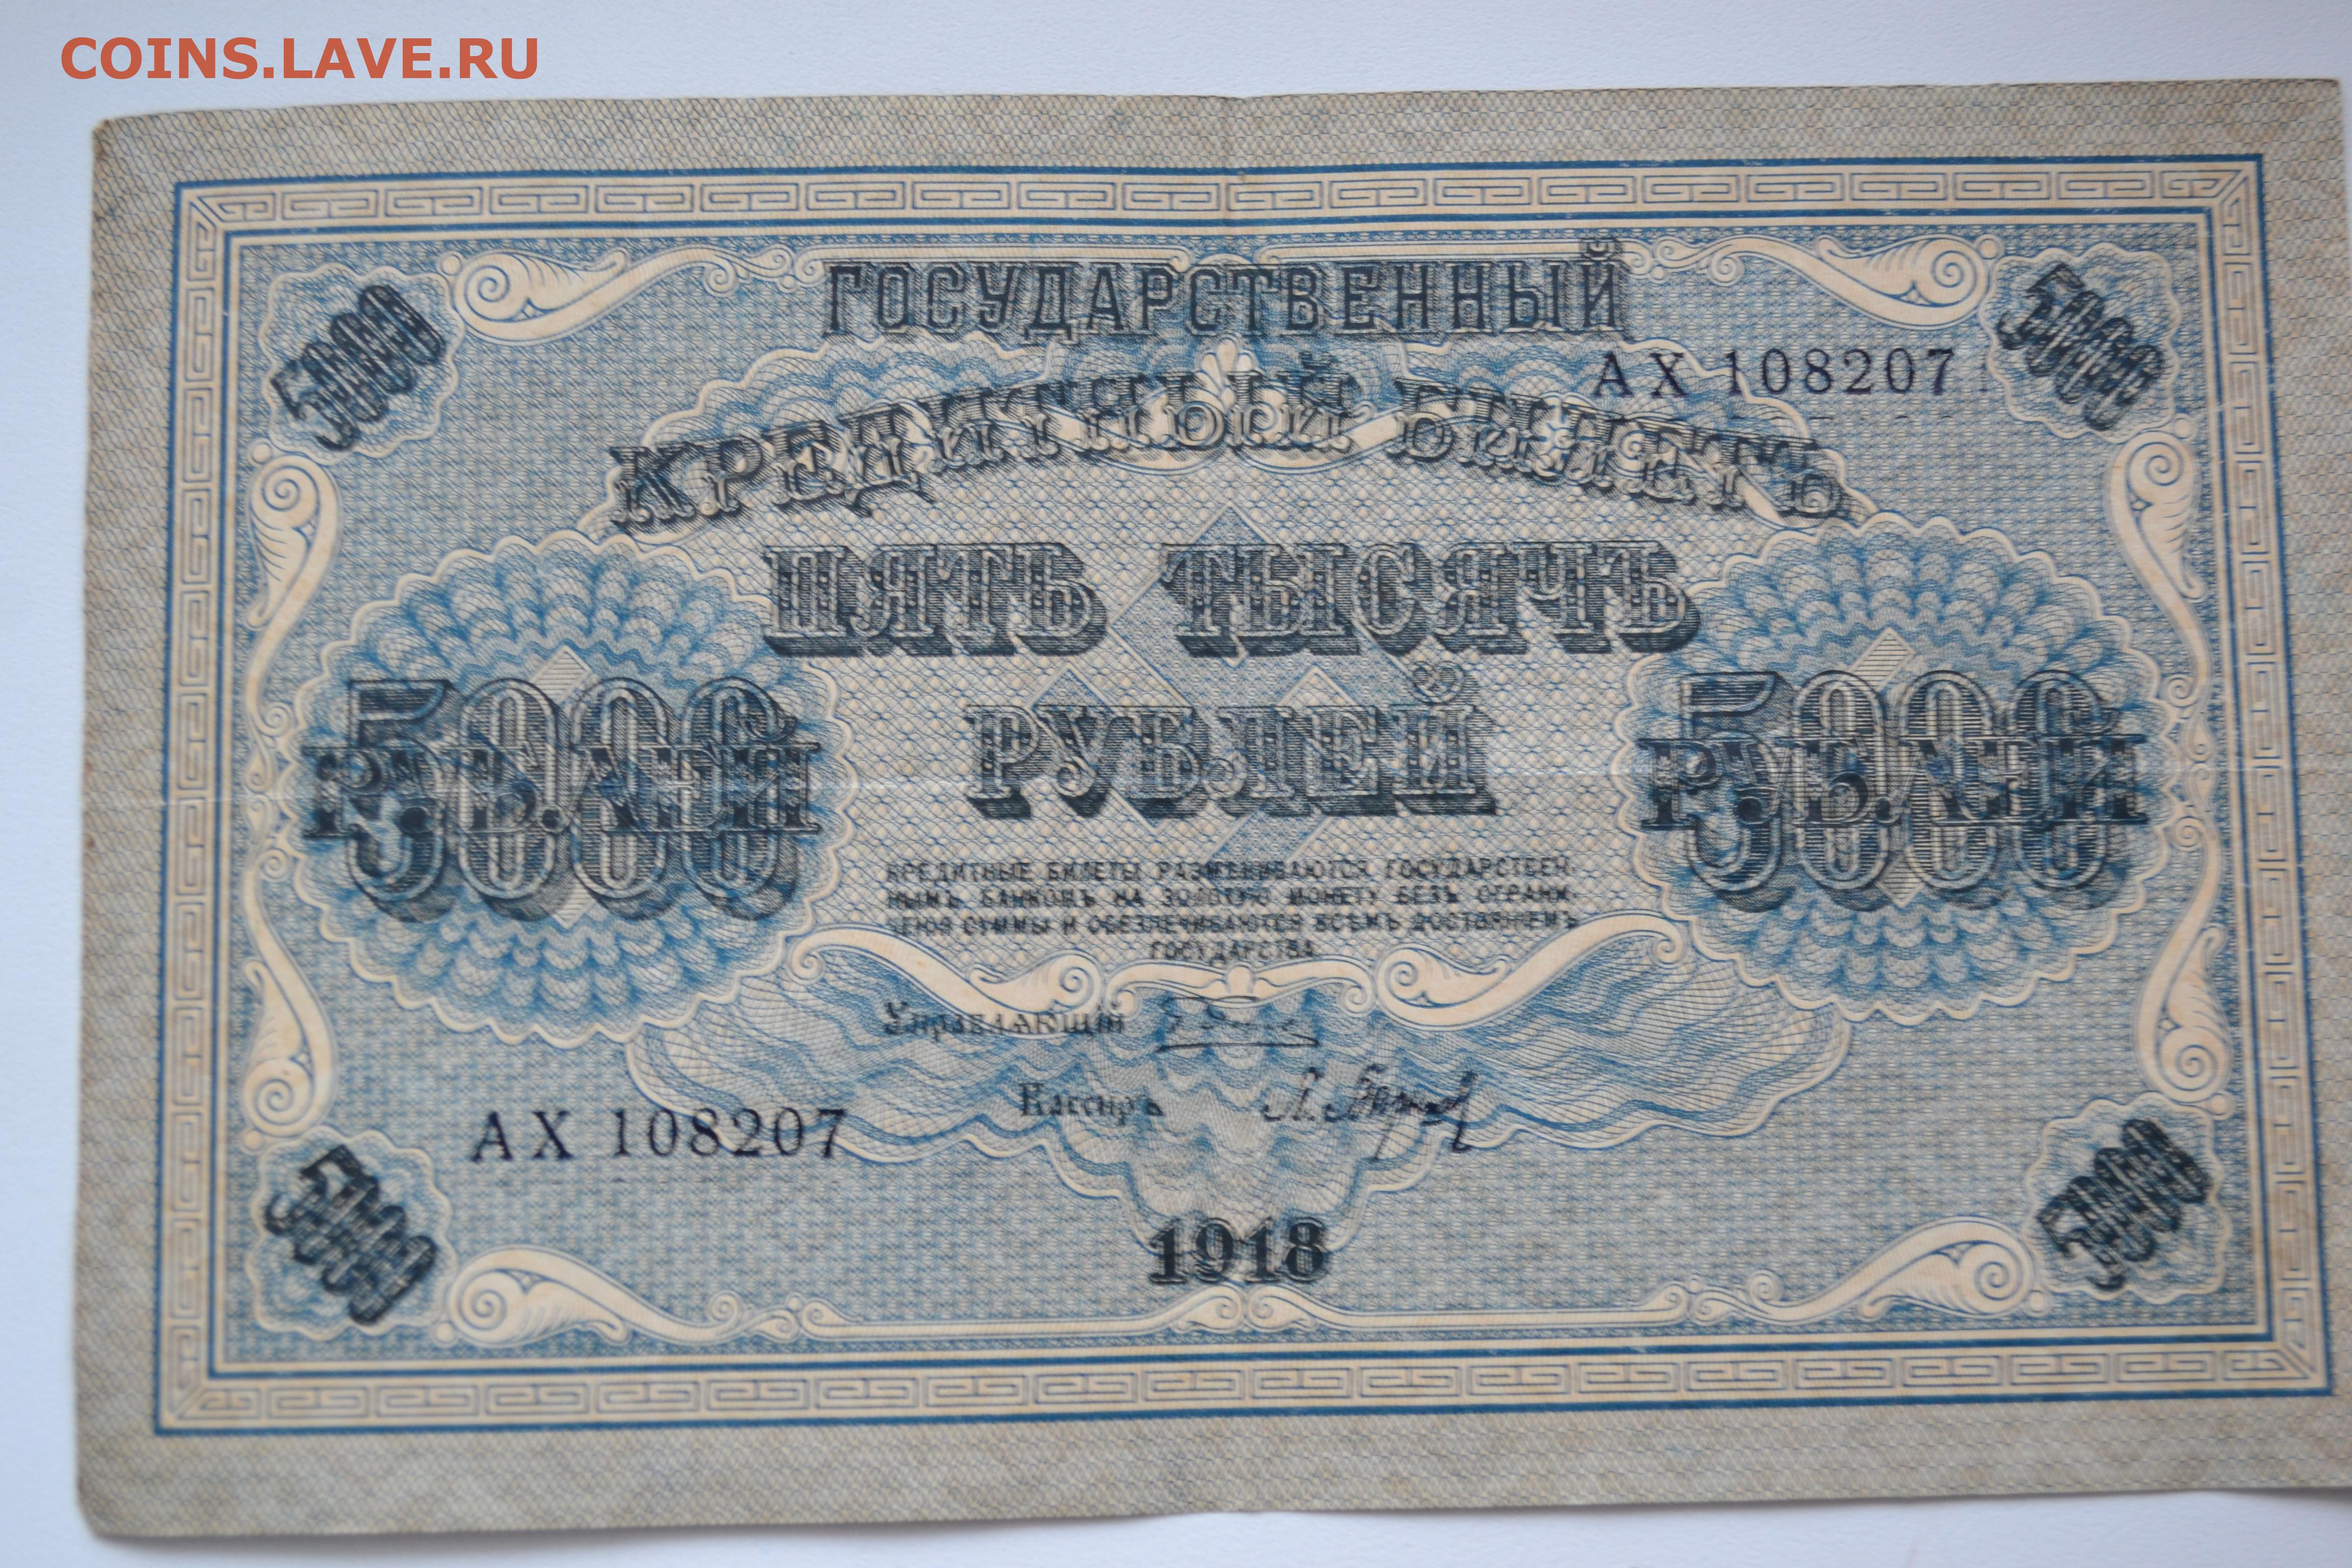 COINS.LAVE.RU
5000
ГОСУДАРСТВЕННЫЙ
5000
АХ 108207
КРЕДИТНЫЙ БИЛЕТЪ
ПЯТЬ ТЫСЯЧЪ
РУБЛЕЙ
5000
РУБЛЕЙ
5000
РУБЛЕЙ
КРЕДИТНЫЕ БИЛЕТЫ РАЗМЕНИВАЮТСЯ ГОСУДАРСТВЕН-
НЫМЪ БАНКОМЪ НА ЗОЛОТУЮ МОНЕТУ БЕЗЪ ОГРАНИ-
ЧЕНІЯ СУММЫ И ОБЕЗПЕЧИВАЮТСЯ ВСѢМЪ ДОСТОЯНІЕМЪ
ГОСУДАРСТВА
Управляющій
Кассиръ
АХ 108207
5000
1918
5000